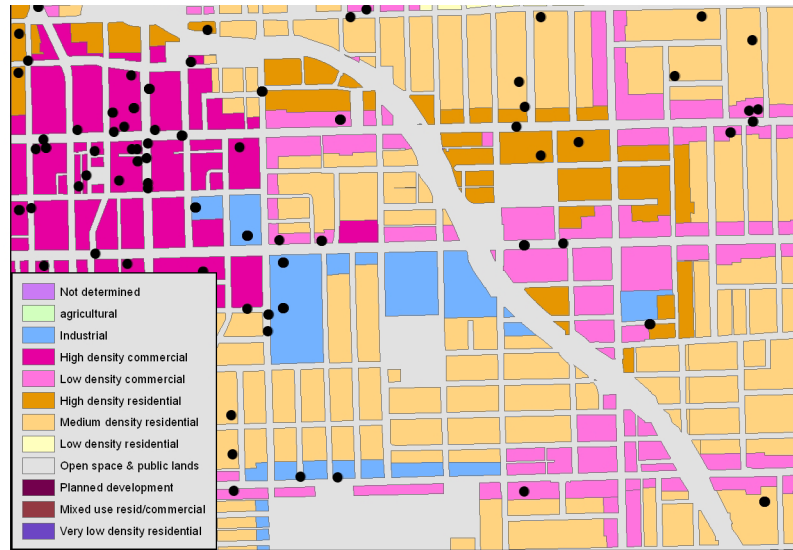 Not determined
agricultural
Industrial
High density commercial
Low density commercial
High density residential
Medium density residential
Low density residential
Open space & public lands
Planned development
Mixed use resid/commercial
Very low density residential